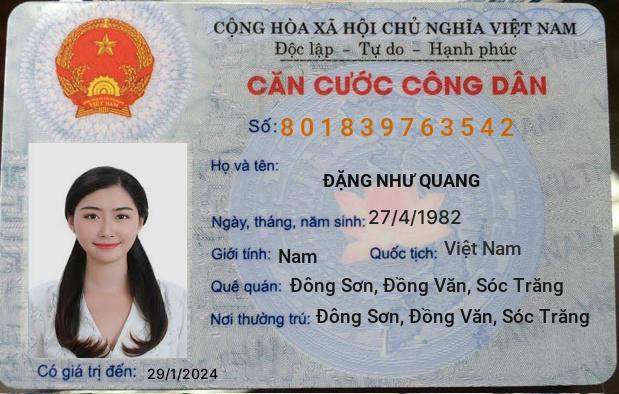 CỘNG HÒA XÃ HỘI CHỦ NGHĨA VIỆT NAM
Độc lập - Tự do - Hạnh phúc
CĂN CƯỚC CÔNG DÂN
Số: 801839763542
Họ và tên:
ĐẶNG NHƯ QUANG
Ngày, tháng, năm sinh: 27/4/1982
Giới tính: Nam Quốc tịch: Việt Nam
Quê quán: Đông Sơn, Đồng Văn, Sóc Trăng
Nơi thường trú: Đông Sơn, Đồng Văn, Sóc Trăng
Có giá trị đến: 29/1/2024
VIỆT NAM